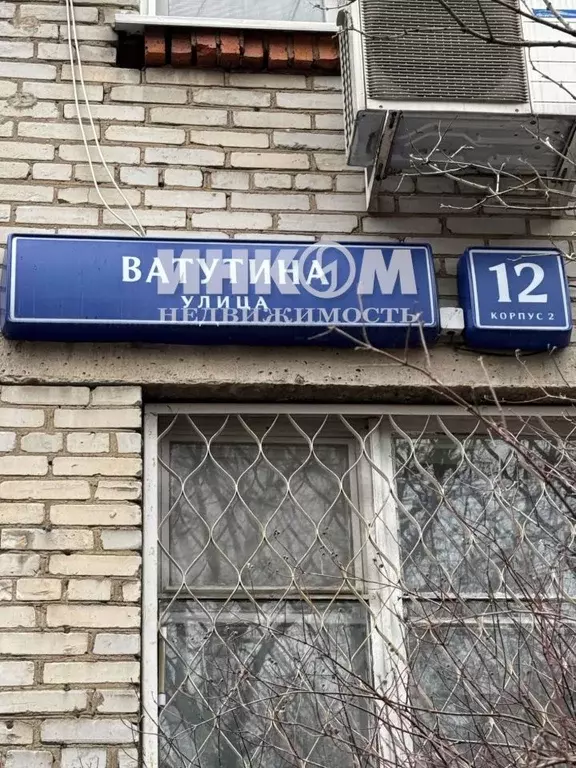 ВАТУТИНА
УЛИЦА
12
КОРПУС 2
ИНКОМ
НЕДВИЖИМОСТЬ